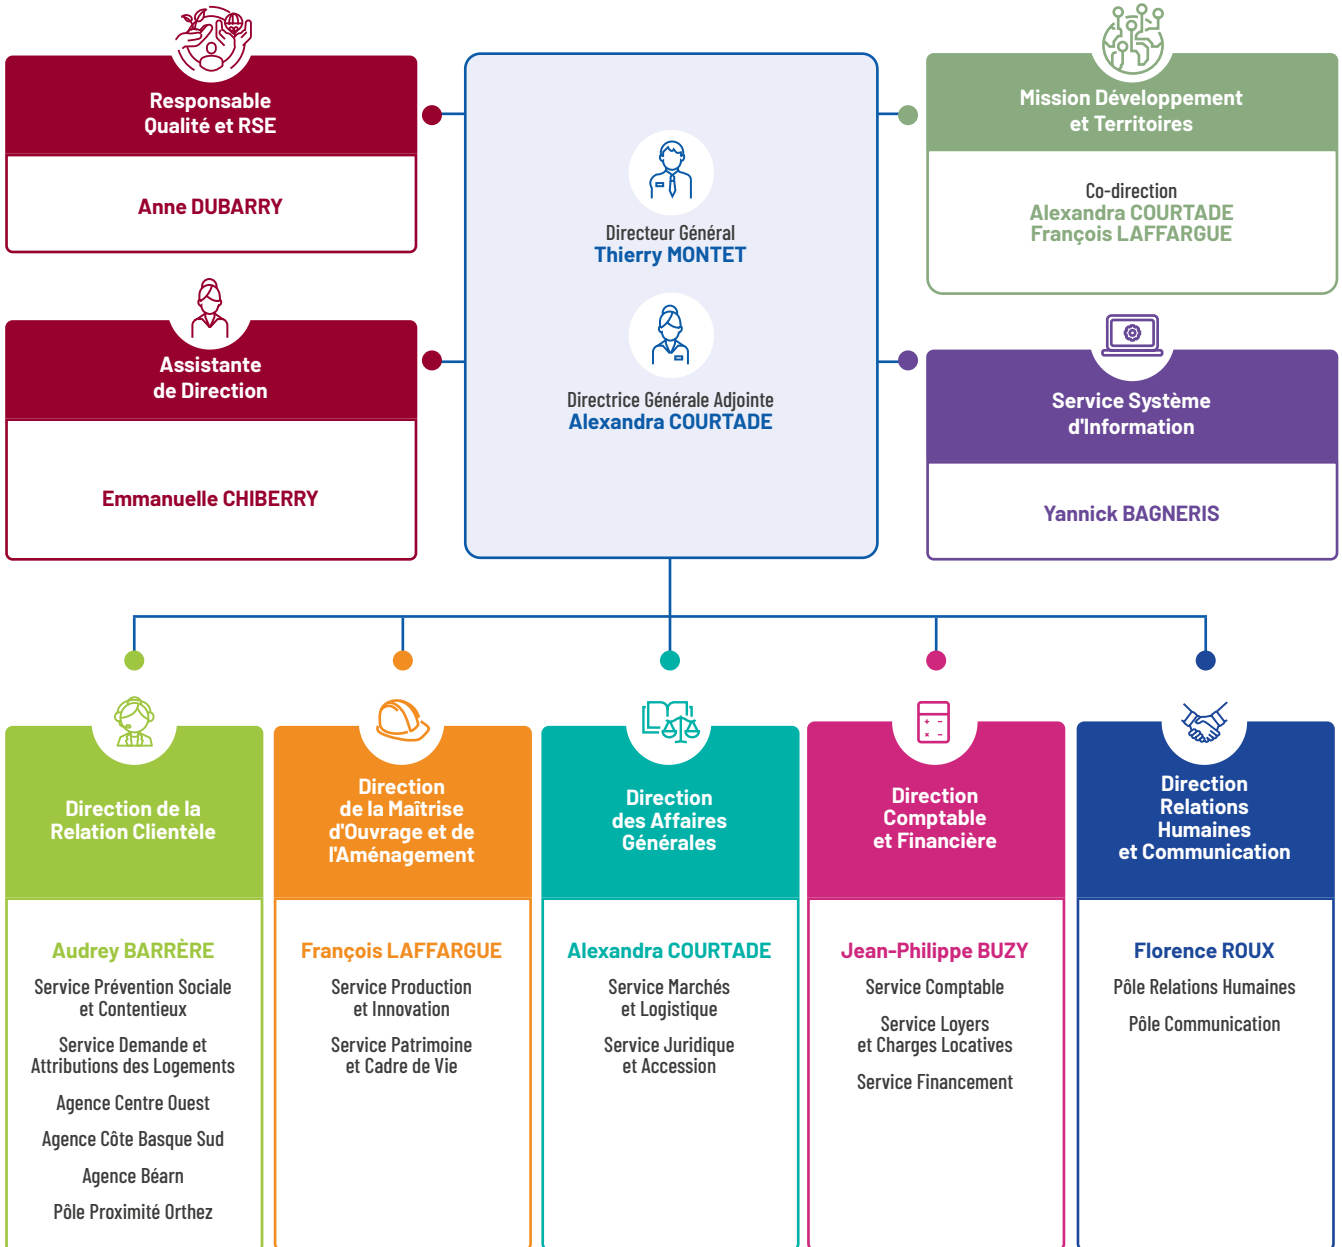 Responsable
Qualité et RSE
Anne DUBARRY
Assistante
de Direction
Emmanuelle CHIBERRY
Directeur Général
Thierry MONTET
Directrice Générale Adjointe
Alexandra COURTADE
Mission Développement
et Territoires
Co-direction
Alexandra COURTADE
François LAFFARGUE
Service Système
d'Information
Yannick BAGNERIS
Direction de la
Relation Clientèle
Audrey BARRÈRE
Service Prévention Sociale
et Contentieux
Service Demande et
Attributions des Logements
Agence Centre Ouest
Agence Côte Basque Sud
Agence Béarn
Pôle Proximité Orthez
Direction
de la Maîtrise
d'Ouvrage et de
l'Aménagement
François LAFFARGUE
Service Production
et Innovation
Service Patrimoine
et Cadre de Vie
Direction
des Affaires
Générales
Alexandra COURTADE
Service Marchés
et Logistique
Service Juridique
et Accession
Direction
Comptable
et Financière
Jean-Philippe BUZY
Service Comptable
Service Loyers
et Charges Locatives
Service Financement
Direction
Relations
Humaines
et Communication
Florence ROUX
Pôle Relations Humaines
Pôle Communication